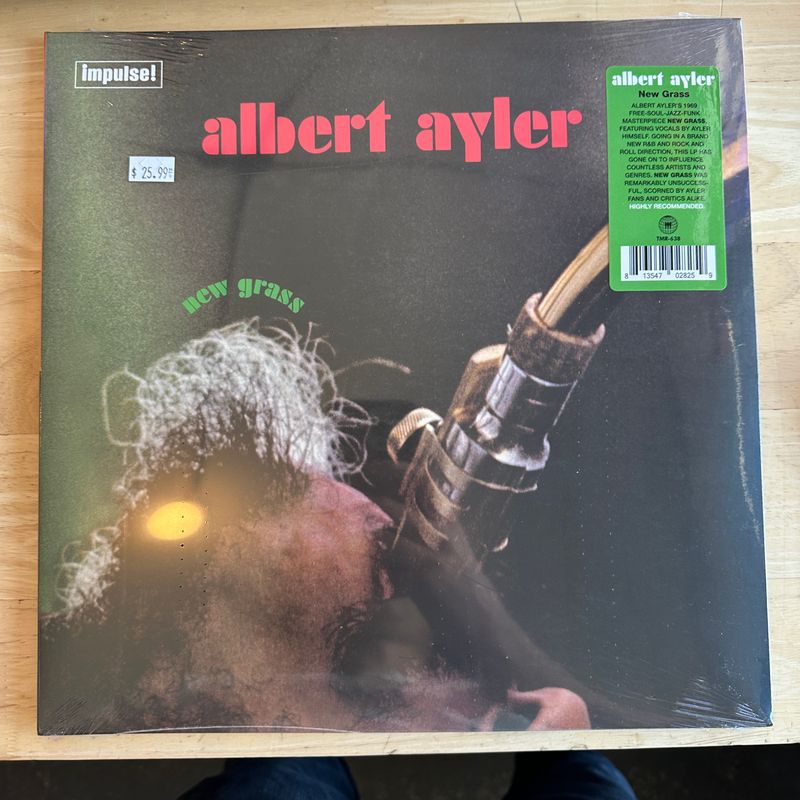 impulse!
albert ayler
$ 25.99
new grass
albert ayler
New Grass
ALBERT AYLER'S 1969
FREE-SOUL-JAZZ-FUNK
MASTERPIECE NEW GRASS,
FEATURING VOCALS BY AYLER
HIMSELF. GOING IN A BRAND
NEW R&B AND ROCK AND
ROLL DIRECTION, THIS LP HAS
GONE ON TO INFLUENCE
COUNTLESS ARTISTS AND
GENRES. NEW GRASS WAS
REMARKABLY UNSUCCESS-
FUL, SCORNED BY AYLER
FANS AND CRITICS ALIKE.
HIGHLY RECOMMENDED.
TMR-638
8 13547 02825 9